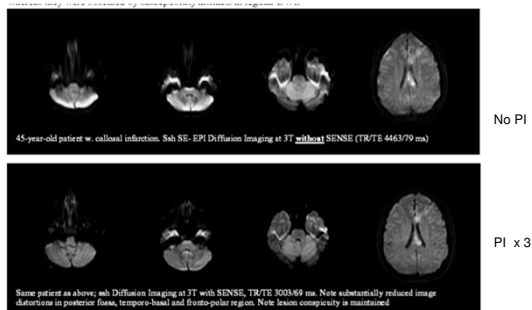 45-year-old patient w. callosal infarction. Ssh SE- EPI Diffusion Imaging at 3T without SENSE (TR/TE 4463/79 ms)
No PI
PI x 3
Same patient as above; ssh Diffusion Imaging at 3T with SENSE, TR/TE 3003/69 ms. Note substantially reduced image
distortions in posterior fossa, temporo-basal and fronto-polar region. Note lesion conspicuity is maintained